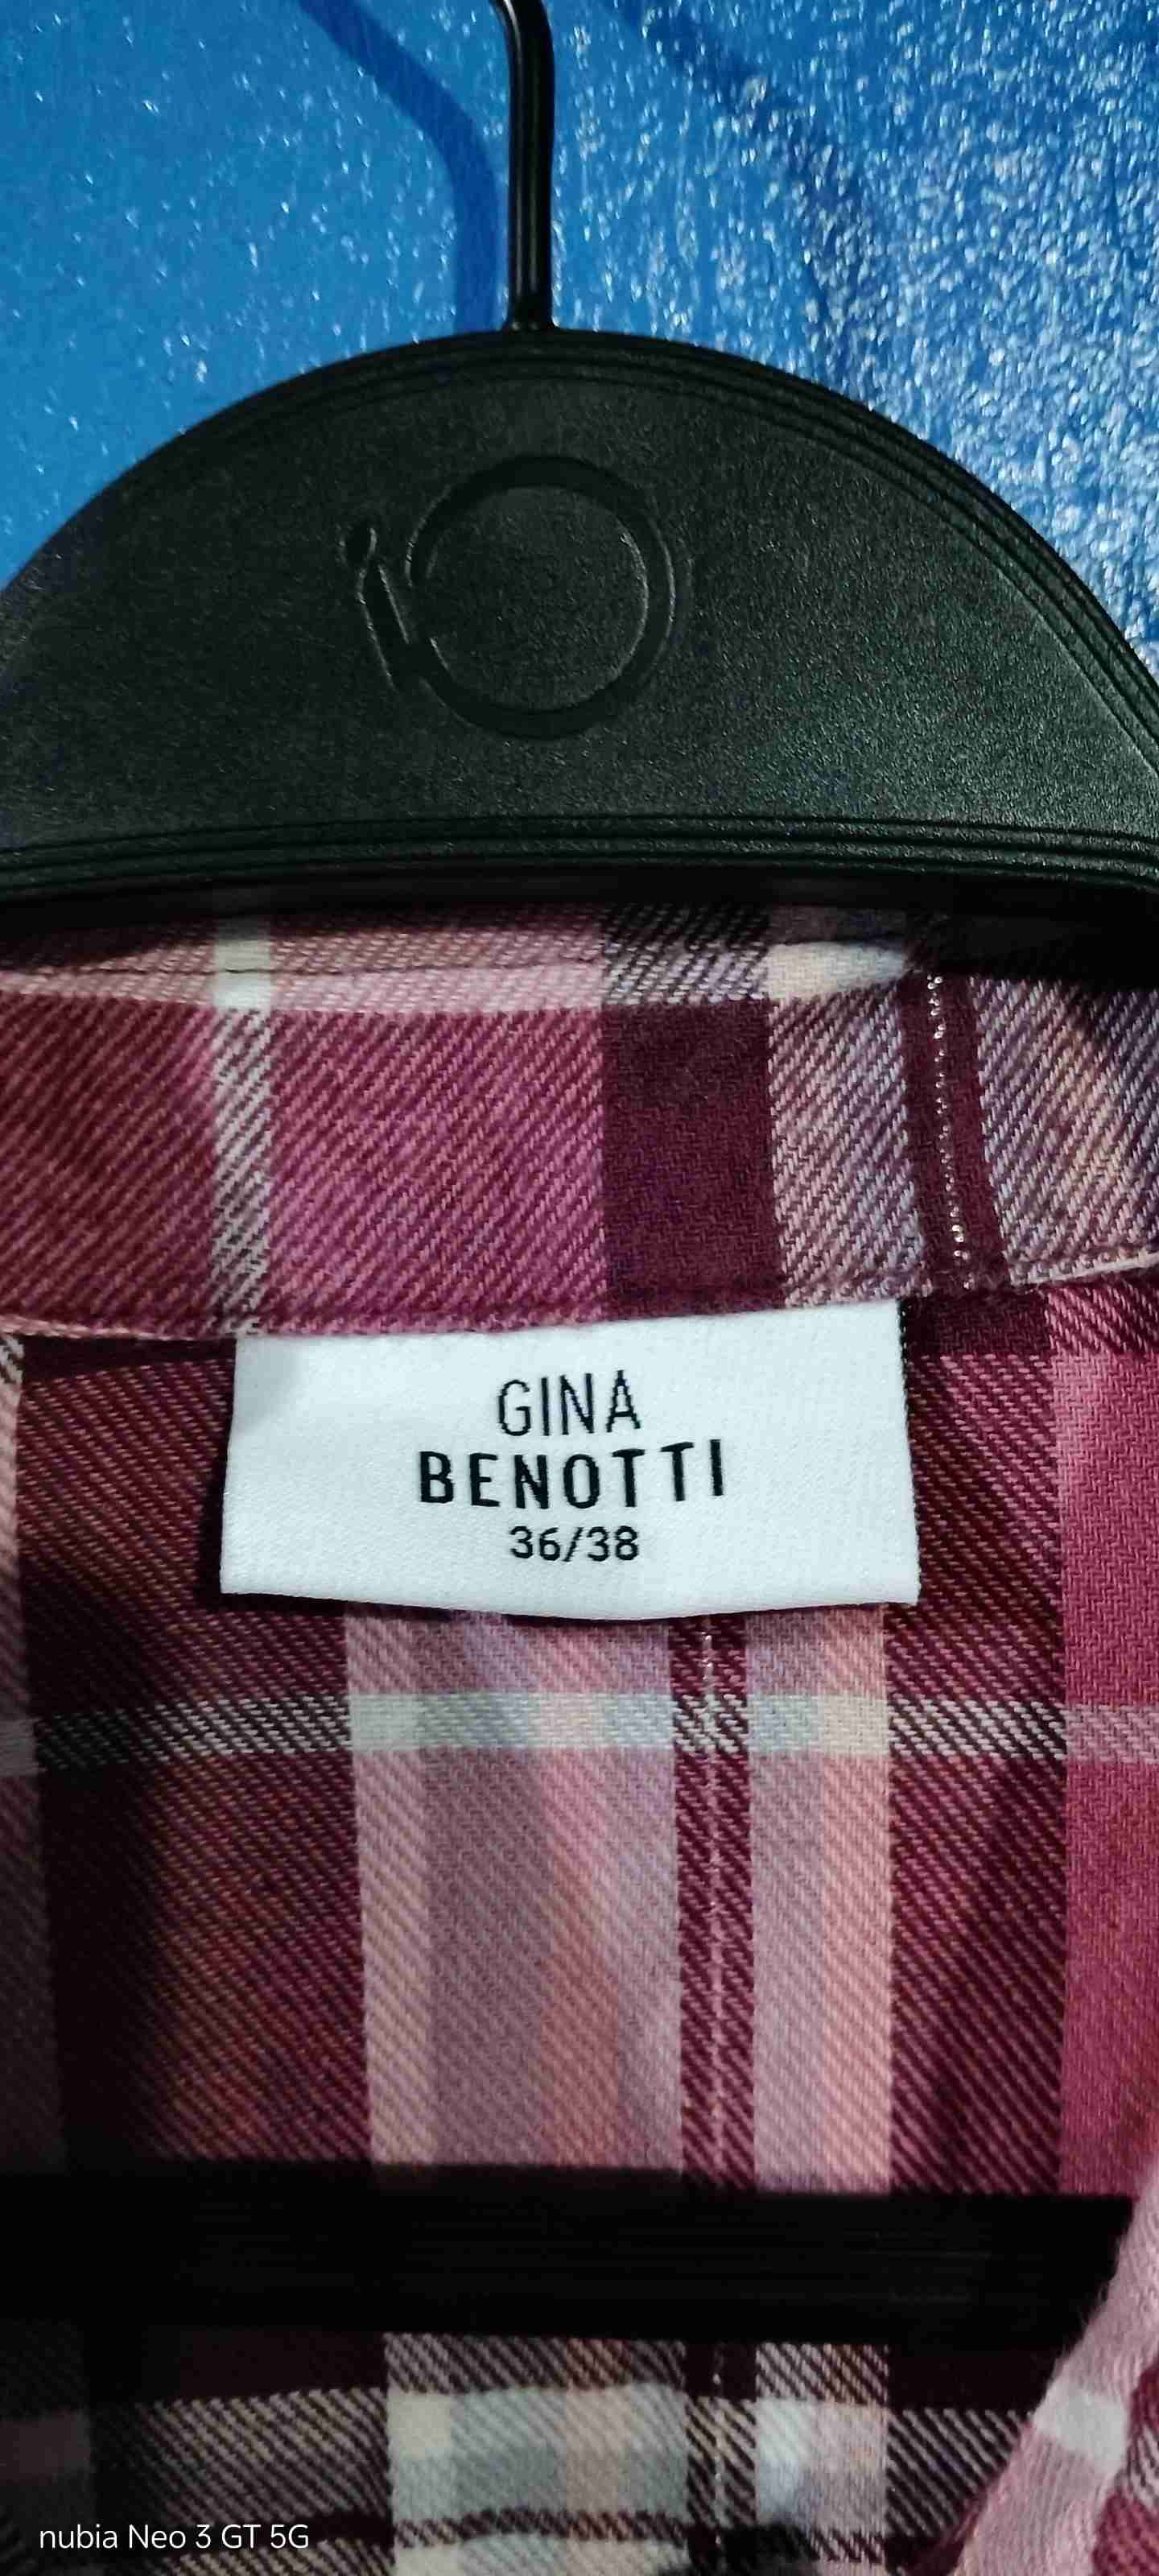 GINA
BENOTTI
36/38
nubia Neo 3 GT 5G